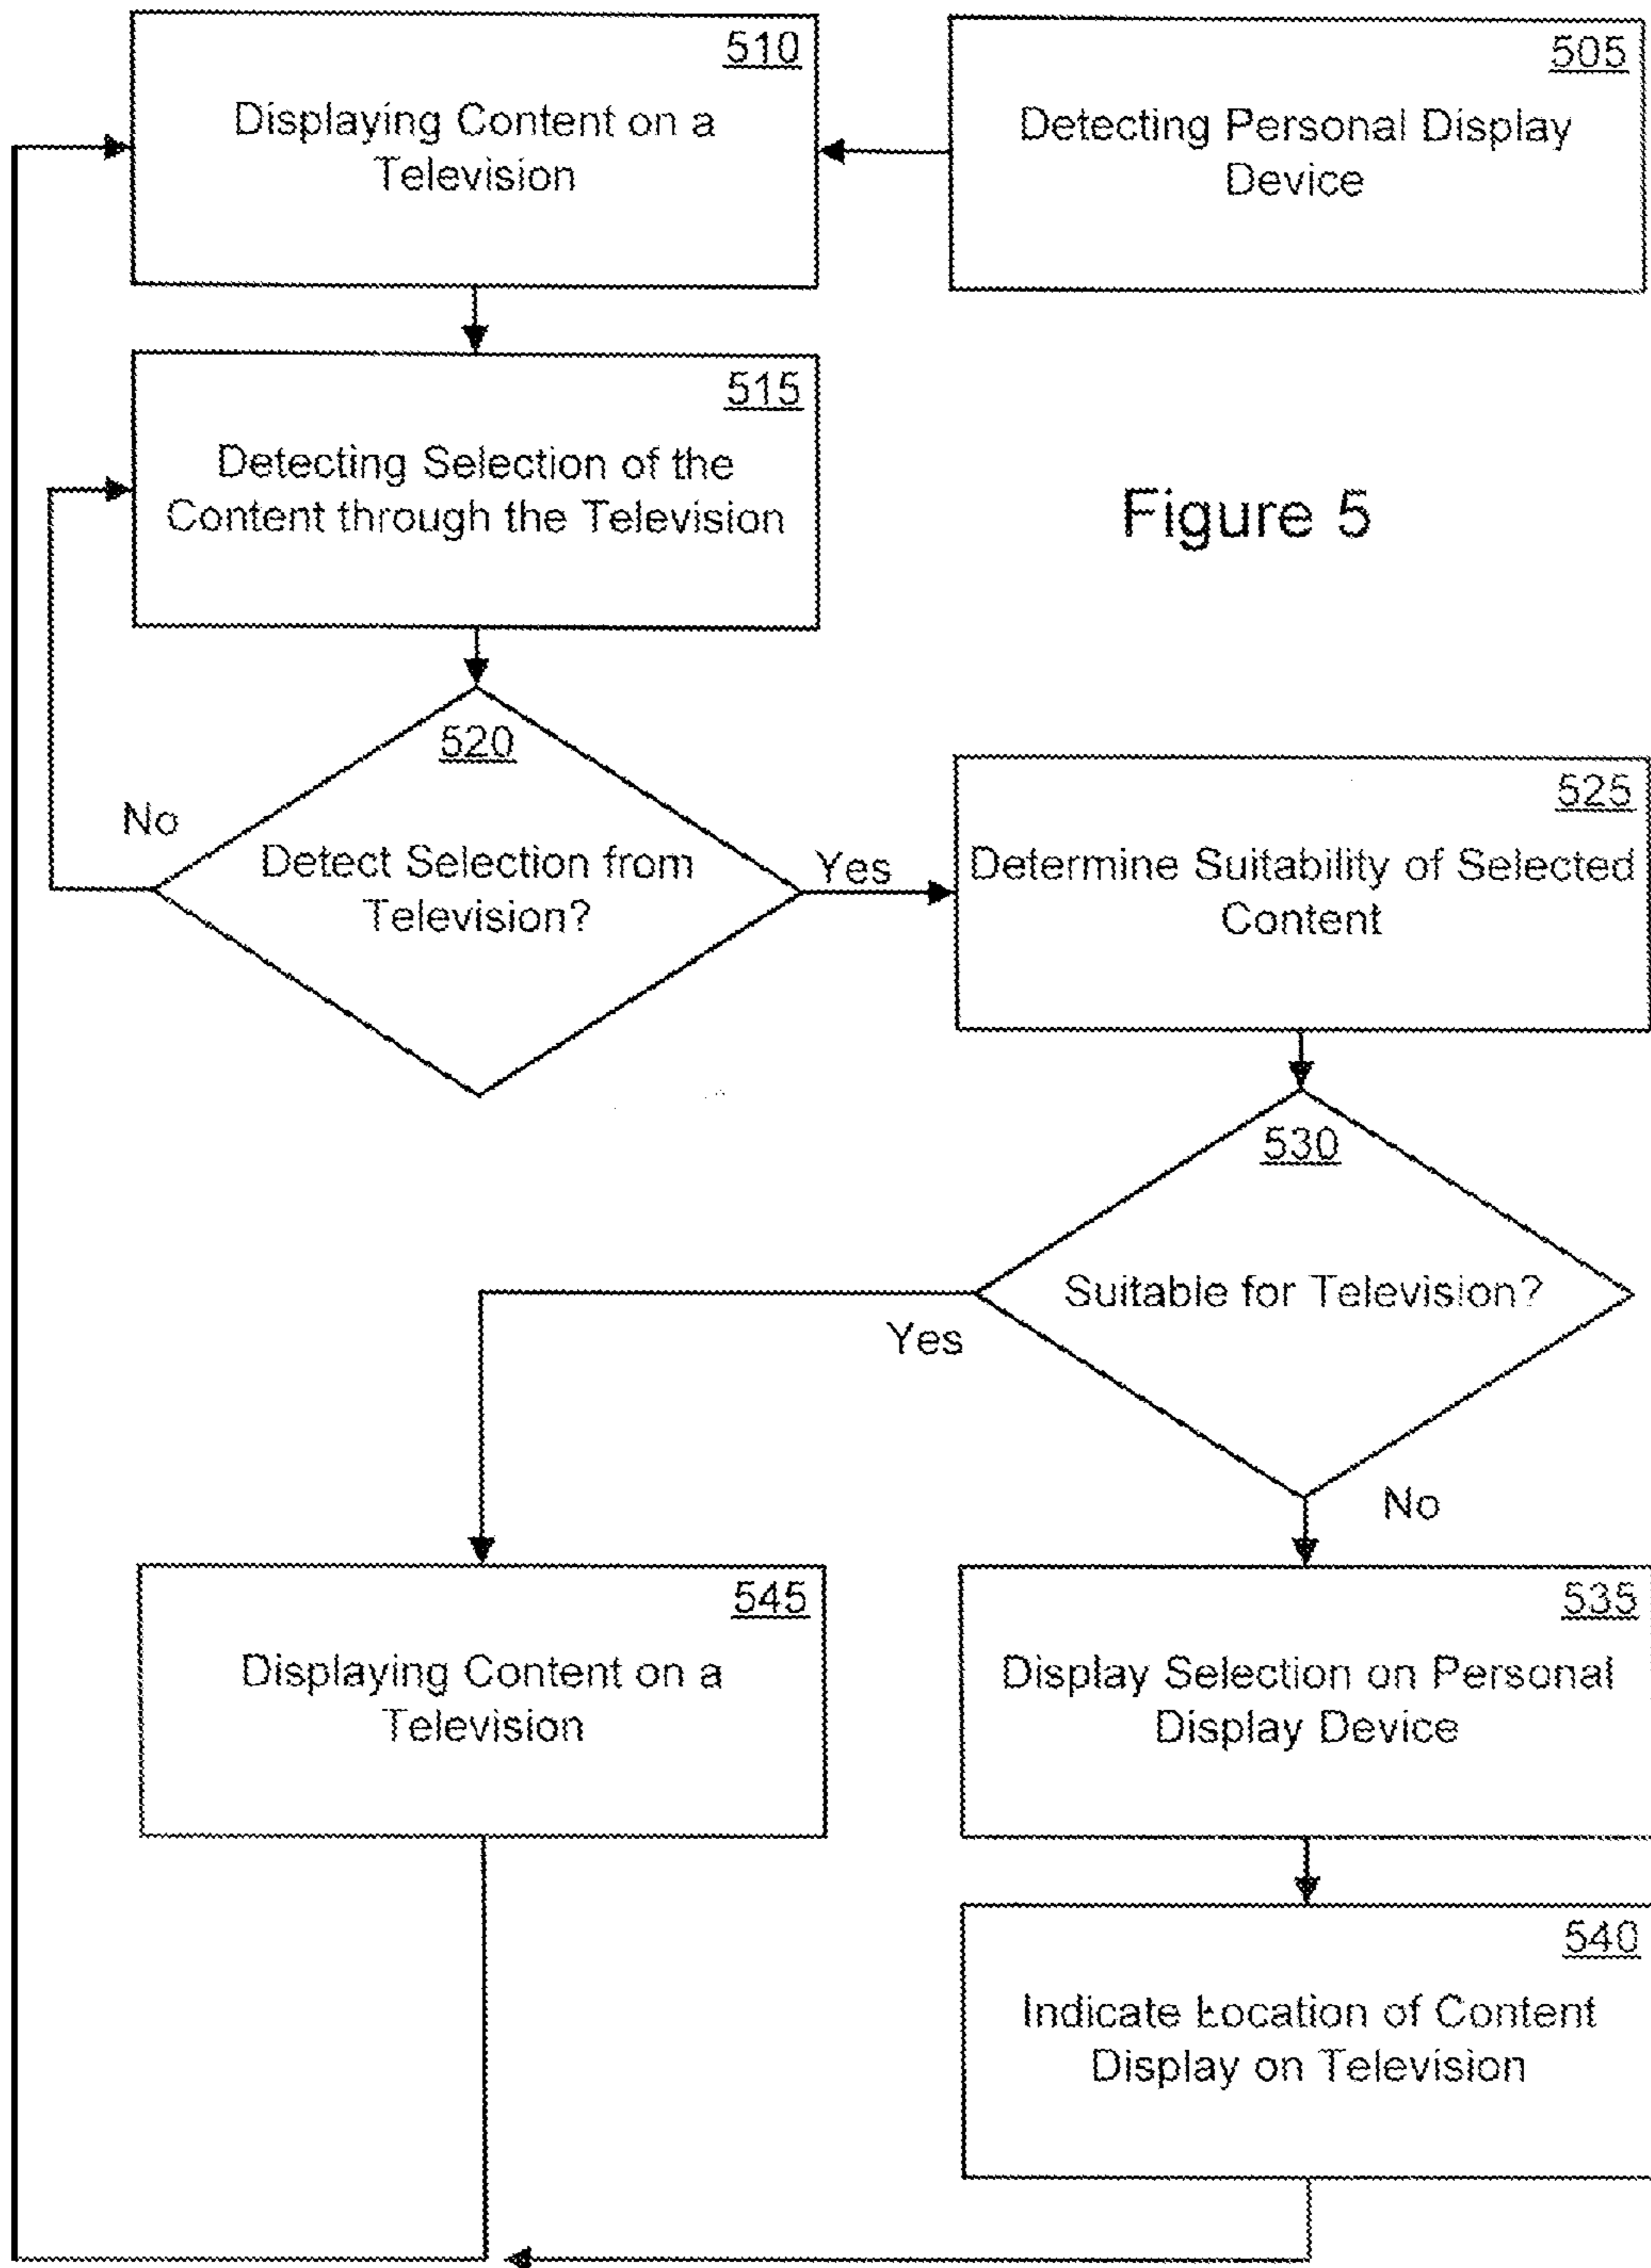 510
Displaying Content on a
Television
505
Detecting Personal Display
Device
515
Detecting Selection of the
Content through the Television
Figure 5
520
Detect Selection from
Television?
No
Yes
525
Determine Suitability of Selected
Content
530
Suitable for Television?
Yes
No
545
Displaying Content on a
Television
535
Display Selection on Personal
Display Device
540
Indicate Location of Content
Display on Television